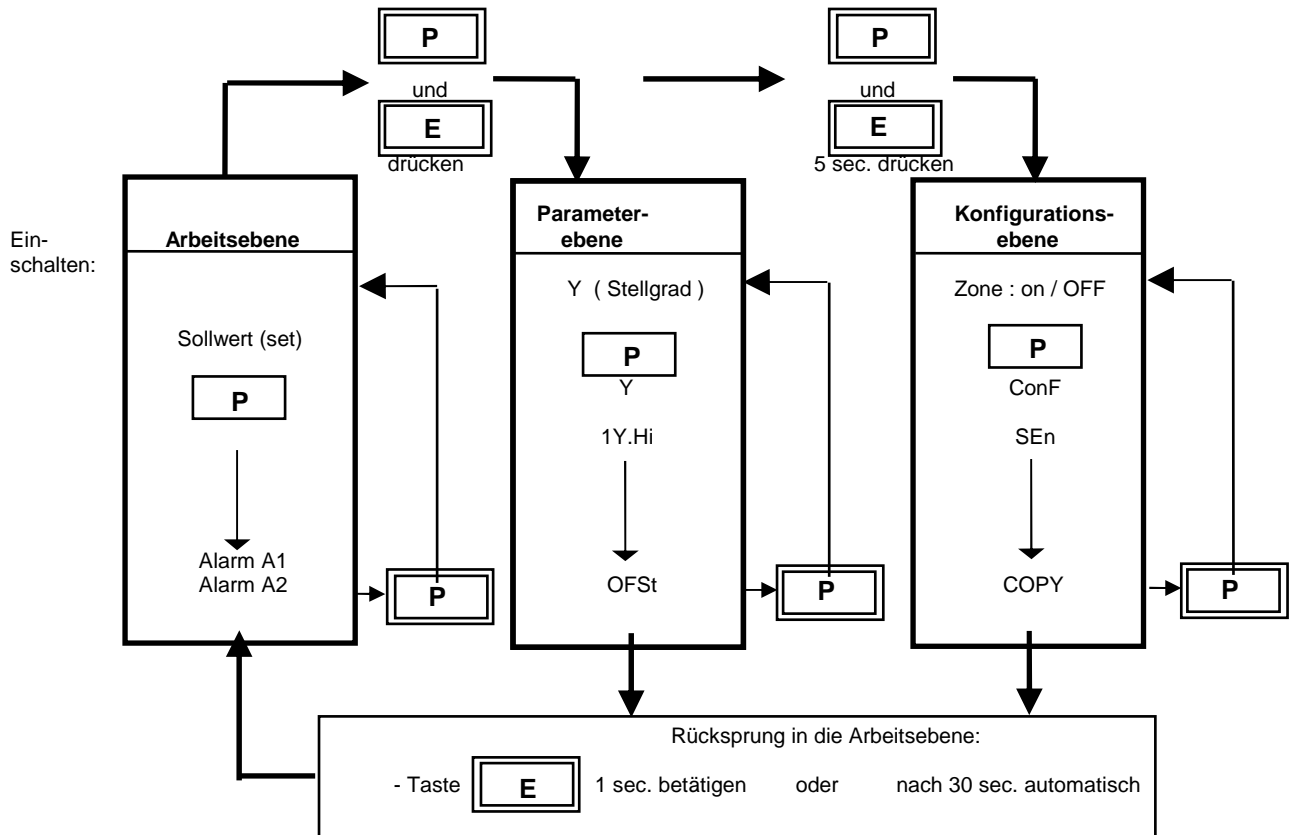 P
und
E
drücken
P
und
E
5 sec. drücken
Ein-
schalten:
Arbeitsebene
Sollwert (set)
P
Alarm A1
Alarm A2
P
Parameter-
ebene
Y ( Stellgrad )
P
Y
1Y.Hi
OFSt
P
Konfigurations-
ebene
Zone : on / OFF
P
ConF
SEn
COPY
P
Rücksprung in die Arbeitsebene:
- Taste E 1 sec. betätigen oder nach 30 sec. automatisch